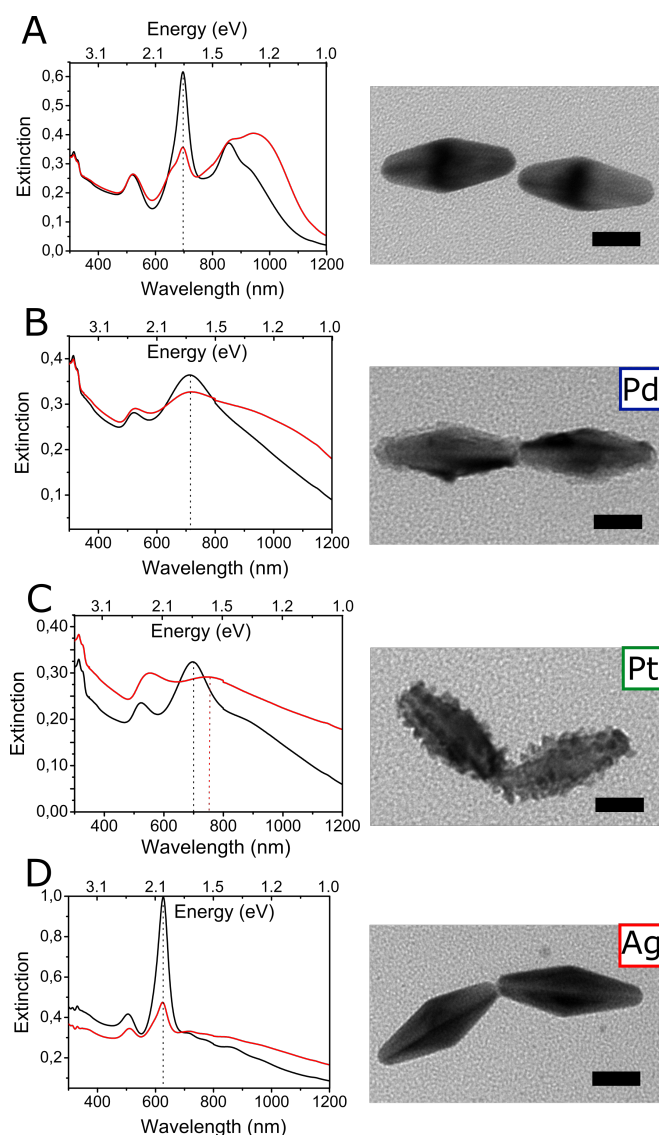 A
Energy (eV)
3.1 2.1 1.5 1.2 1.0
Extinction
0,6
0,5
0,4
0,3
0,2
0,1
0,0
400 600 800 1000 1200
Wavelength (nm)
B
3.1 2.1 1.5 1.2 1.0
Energy (eV)
Extinction
0,4
0,3
0,2
0,1
400 600 800 1000 1200
Wavelength (nm)
Pd
C
3.1 2.1 1.5 1.2 1.0
Energy (eV)
Extinction
0,40
0,30
0,20
0,10
0,00
400 600 800 1000 1200
Wavelength (nm)
Pt
D
3.1 2.1 1.5 1.2 1.0
Energy (eV)
Extinction
1,0
0,8
0,6
0,4
0,2
400 600 800 1000 1200
Wavelength (nm)
Ag